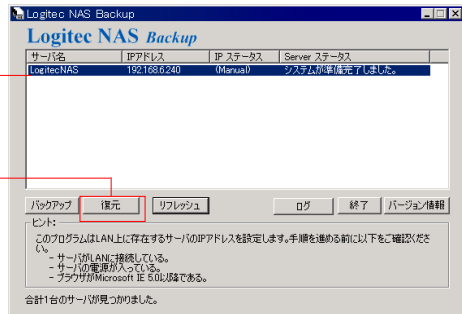 Logitec NAS Backup
Logitec NAS Backup
サーバ名 IPアドレス IP ステータス Server ステータス
LogitecNAS 192.168.6.240 (Manual) システムが準備完了しました。
バックアップ 復元 リフレッシュ ログ 終了 バージョン情報
ヒント:
このプログラムはLAN上に存在するサーバのIPアドレスを設定します。手順を進める前に以下をご確認くださ
い。
- サーバがLANに接続している。
- サーバの電源が入っている。
- ブラウザがMicrosoft IE 5.0以降である。
合計1台のサーバが見つかりました。